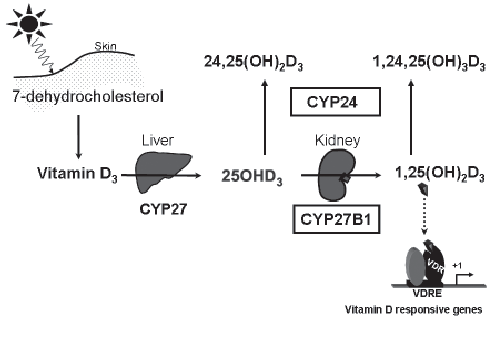 Skin
7-dehydrocholesterol
24,25(OH)2D3
1,24,25(OH)3D3
CYP24
Liver
Kidney
Vitamin D3
25OHD3
1,25(OH)2D3
CYP27
CYP27B1
VDR
+1
VDRE
Vitamin D responsive genes